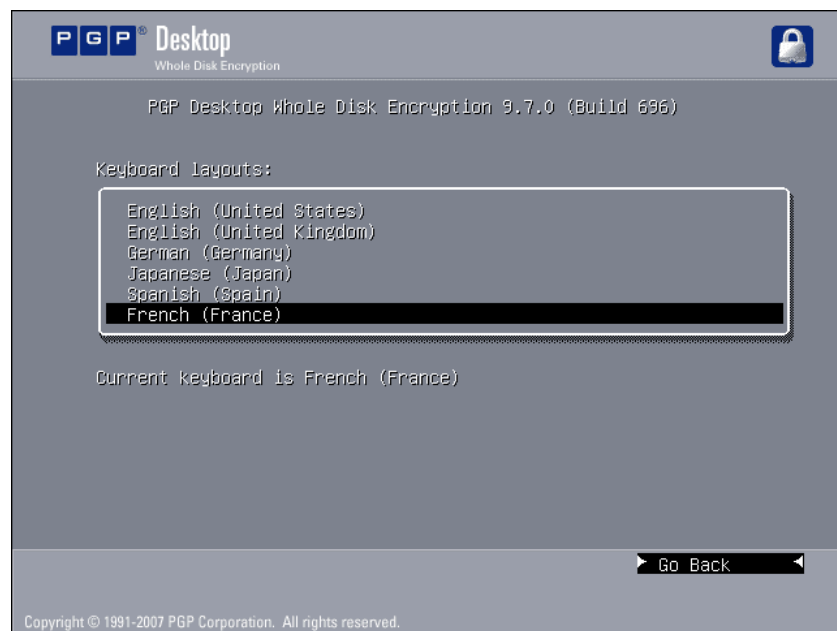 PGP® Desktop
Whole Disk Encryption
PGP Desktop Whole Disk Encryption 9.7.0 (Build 696)
Keyboard layouts:
English (United States)
English (United Kingdom)
German (Germany)
Japanese (Japan)
Spanish (Spain)
French (France)
Current keyboard is French (France)
Go Back
Copyright © 1991-2007 PGP Corporation. All rights reserved.